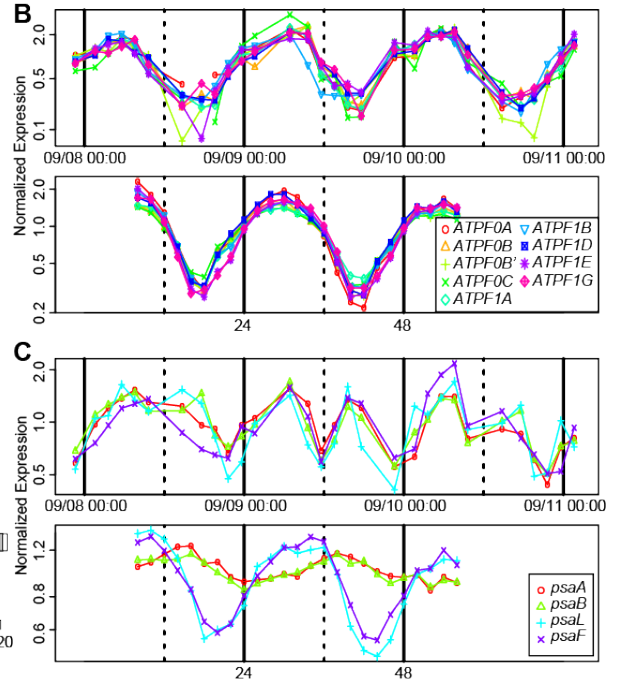 B
Normalized Expression
2.0
0.5
0.1
09/08 00:00 09/09 00:00 09/10 00:00 09/11 00:00
2.0
1.0
0.5
0.2
24 48
ATPF0A ATPF1B
ATPF0B ATPF1D
ATPF0B' ATPF1E
ATPF0C ATPF1G
ATPF1A
C
Normalized Expression
2.0
1.0
0.5
09/08 00:00 09/09 00:00 09/10 00:00 09/11 00:00
1.2
0.8
0.6
24 48
psaA
psaB
psaL
psaF
20